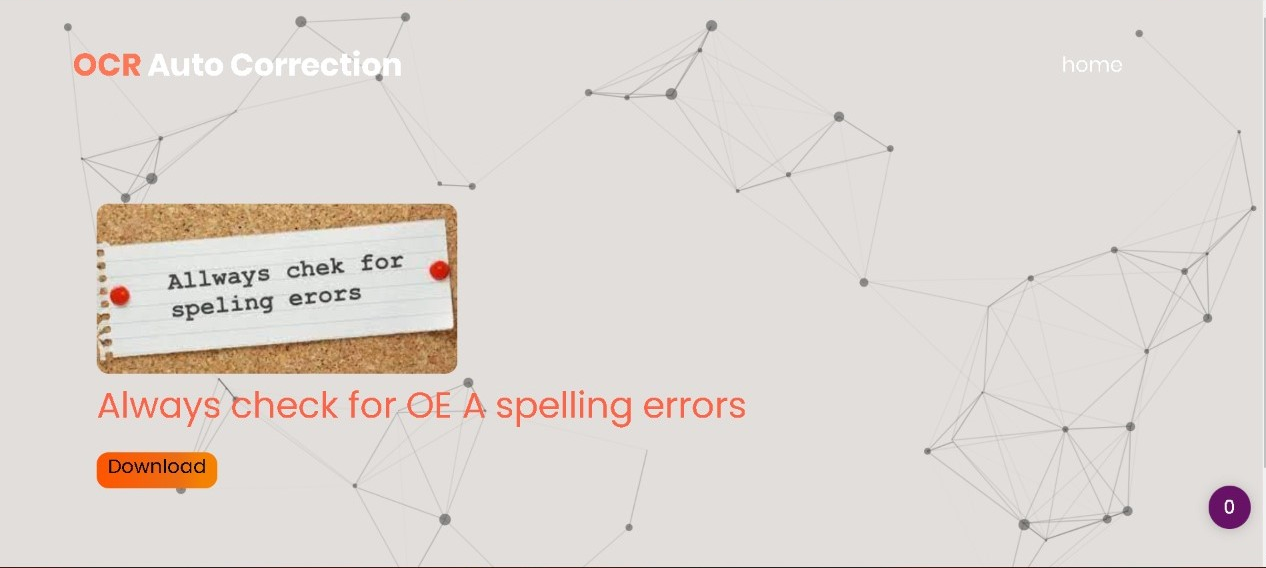 OCR Auto Correction
home
Allways chek for
speling erors
Always check for OE A spelling errors
Download
0